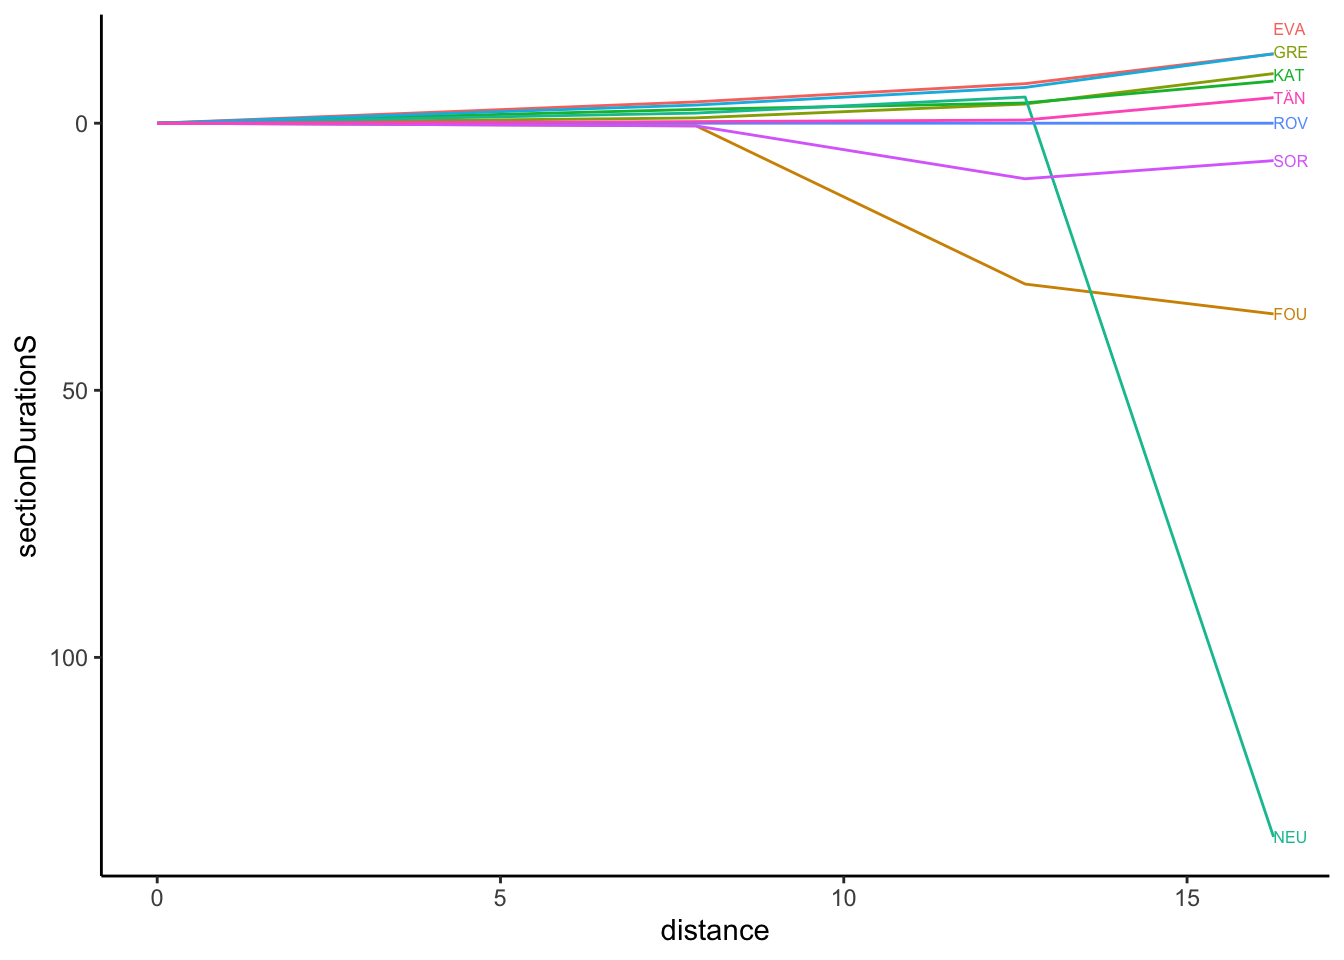 EVA
GRE
KAT
TÄN
ROV
SOR
FOU
NEU
0
50
100
sectionDurationS
0
5
10
15
distance